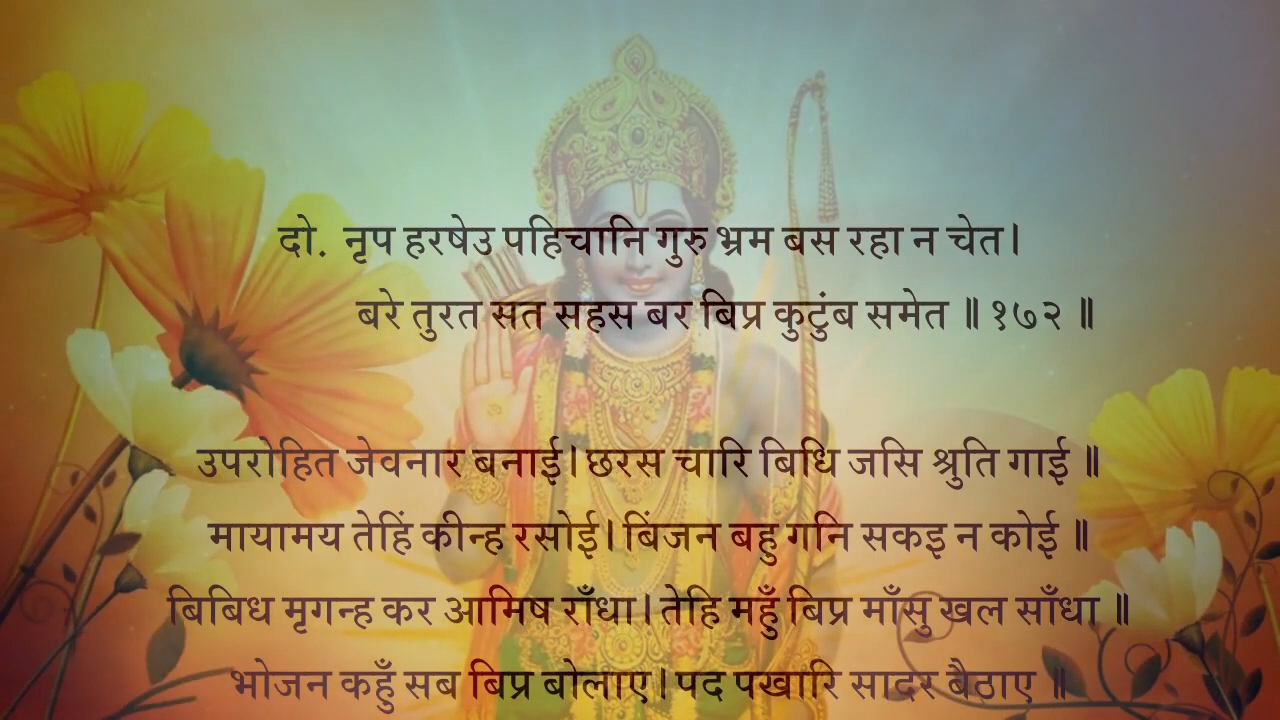 दो. नृप हरषेउ पहिचानि गुरु भ्रम बस रहा न चेत।
बरे तुरत सत सहस बर बिप्र कुटुंब समेत ॥ १७२ ॥
उपरोहित जेवनार बनाई। छरस चारि बिधि जसि श्रुति गाई ॥
मायामय तेहिं कीन्ह रसोई। बिंजन बहु गनि सकइ न कोई ॥
बिबिध मृगन्ह कर आमिष राँधा। तेहि महुँ बिप्र माँसु खल साँधा ॥
भोजन कहुँ सब बिप्र बोलाए। पद पखारि सादर बैठाए ॥